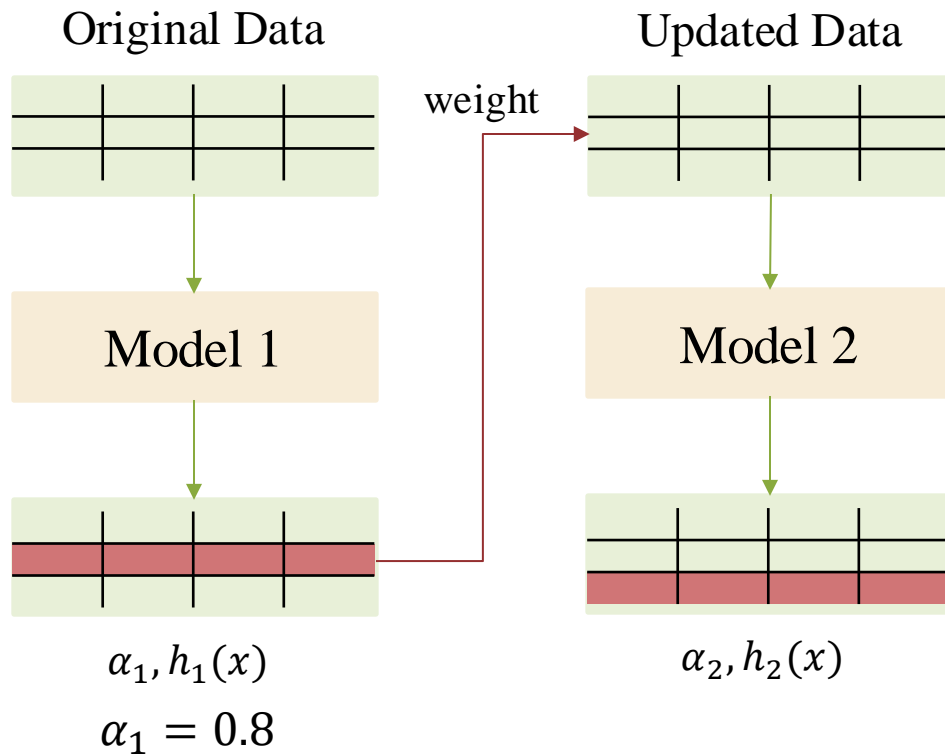 Original Data
Updated Data
weight
Model 1
Model 2
𝛼₁, ℎ₁(𝑥)
𝛼₂, ℎ₂(𝑥)
𝛼₁ = 0.8